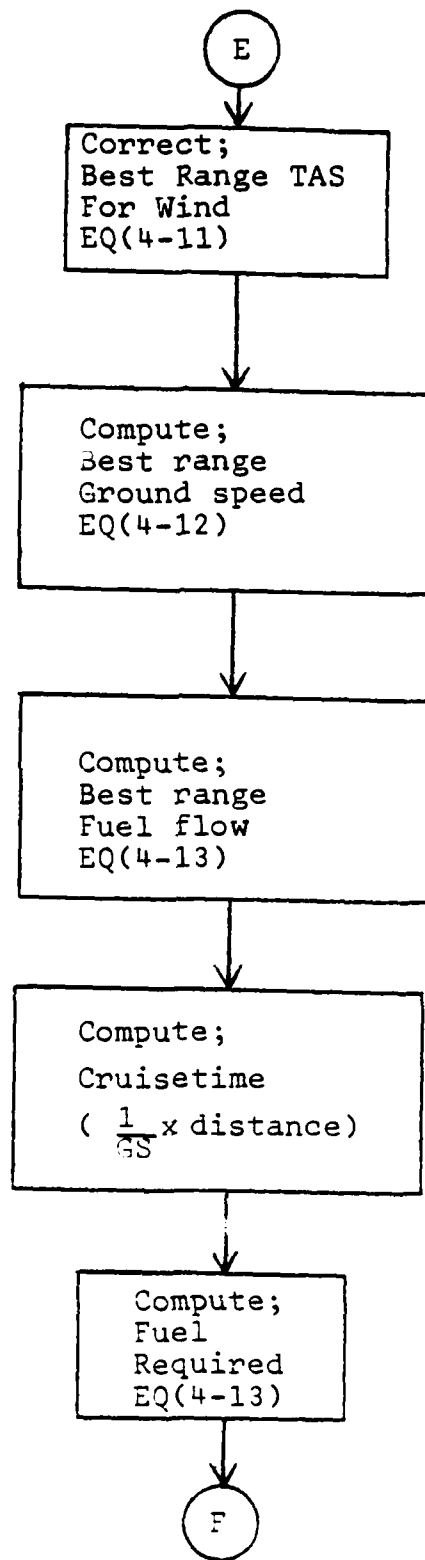 E
Correct;
Best Range TAS
For Wind
EQ(4-11)
Compute;
Best range
Ground speed
EQ(4-12)
Compute;
Best range
Fuel flow
EQ(4-13)
Compute;
Cruisetime
( 1/GS x distance)
Compute;
Fuel
Required
EQ(4-13)
F